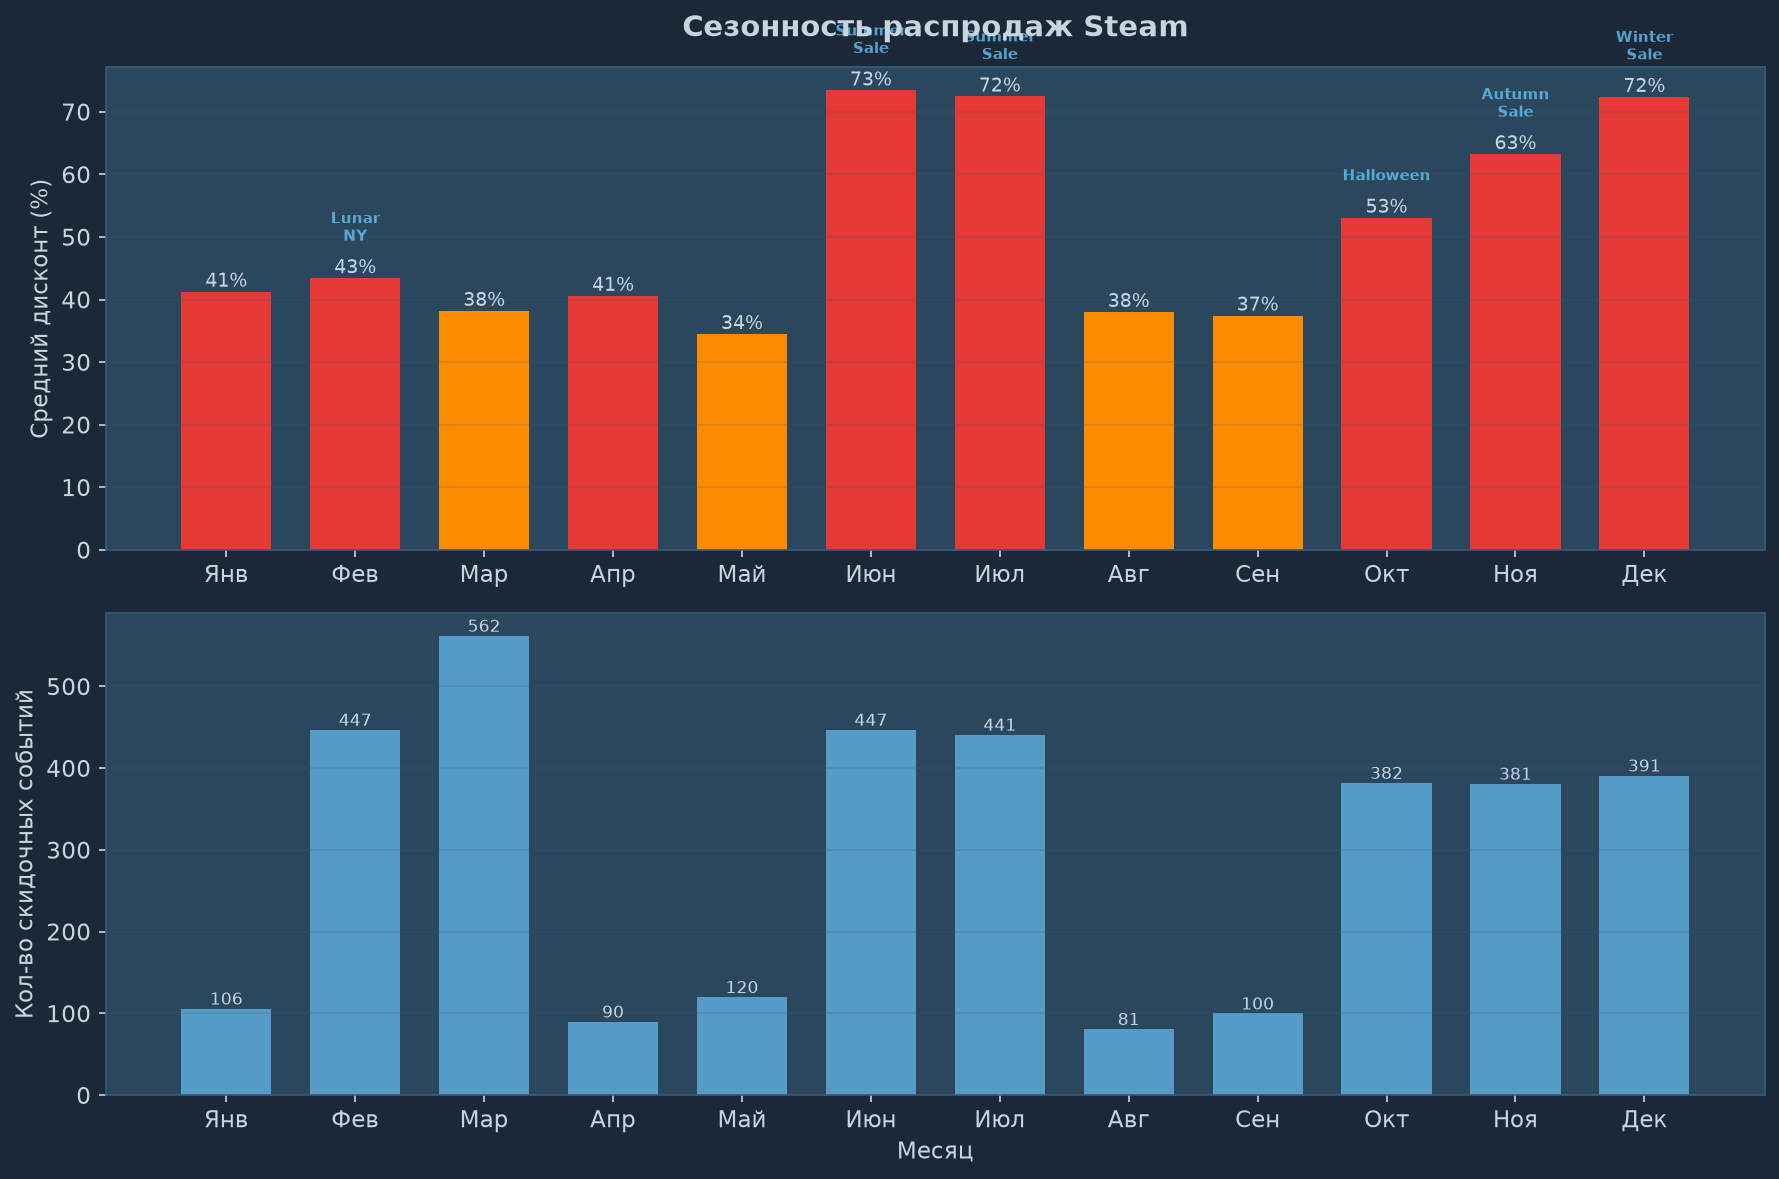 Сезонность распродаж Steam
Summer
Sale
Summer
Sale
Winter
Sale
Autumn
Sale
Halloween
Lunar
NY
Средний дисконт (%)
70
60
50
40
30
20
10
0
41%
43%
38%
41%
34%
73%
72%
38%
37%
53%
63%
72%
Янв Фев Мар Апр Май Июн Июл Авг Сен Окт Ноя Дек
Кол-во скидочных событий
500
400
300
200
100
0
106
447
562
90
120
447
441
81
100
382
381
391
Янв Фев Мар Апр Май Июн Июл Авг Сен Окт Ноя Дек
Месяц